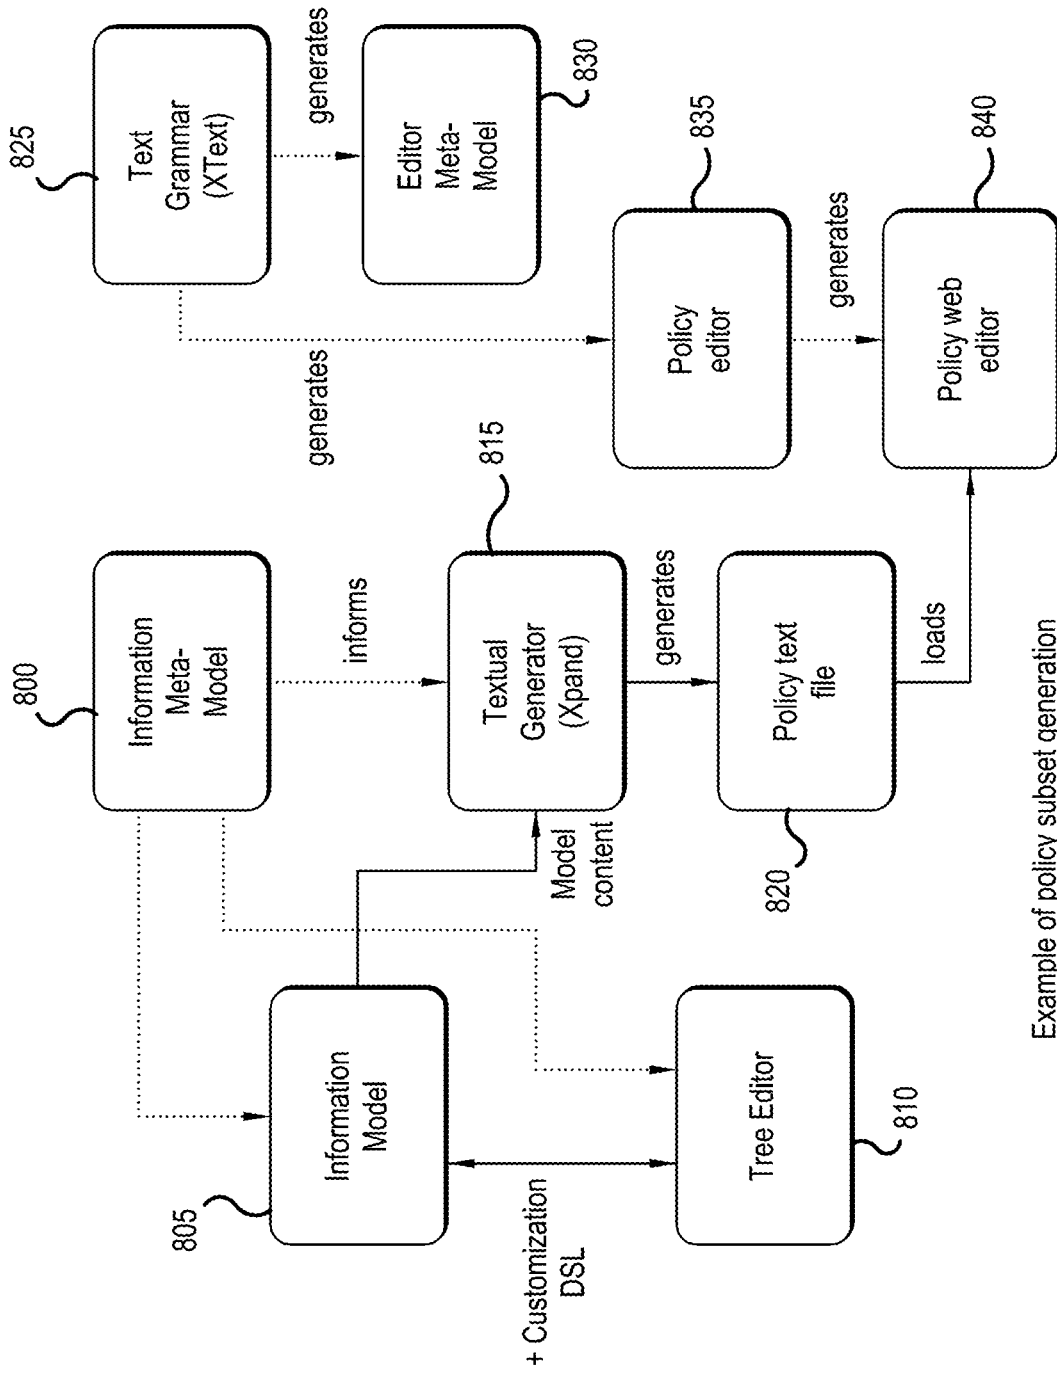 800
Information
Meta-
Model
825
Text
Grammar
(XText)
generates
Editor
Meta-
Model
830
805
Information
Model
informs
generates
Textual
Generator
(Xpand)
815
Model
content
+ Customization
DSL
Tree Editor
810
generates
Policy text
file
820
Policy
editor
835
generates
loads
Policy web
editor
840
Example of policy subset generation